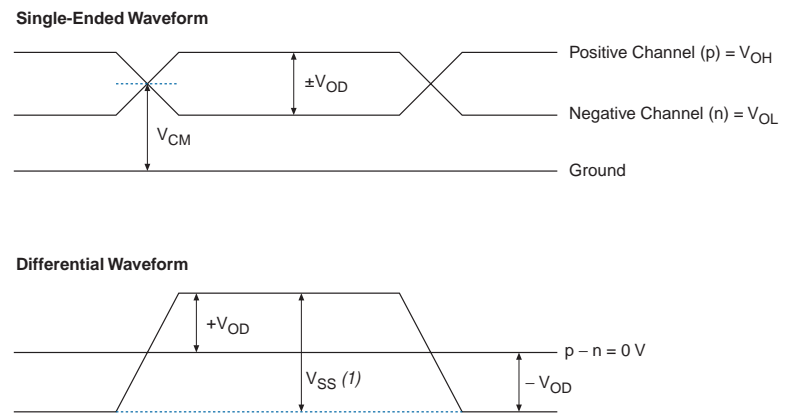 Single-Ended Waveform
Positive Channel (p) = VOH
±VOD
Negative Channel (n) = VOL
VCM
Ground
Differential Waveform
+VOD
p − n = 0 V
VSS (1)
− VOD